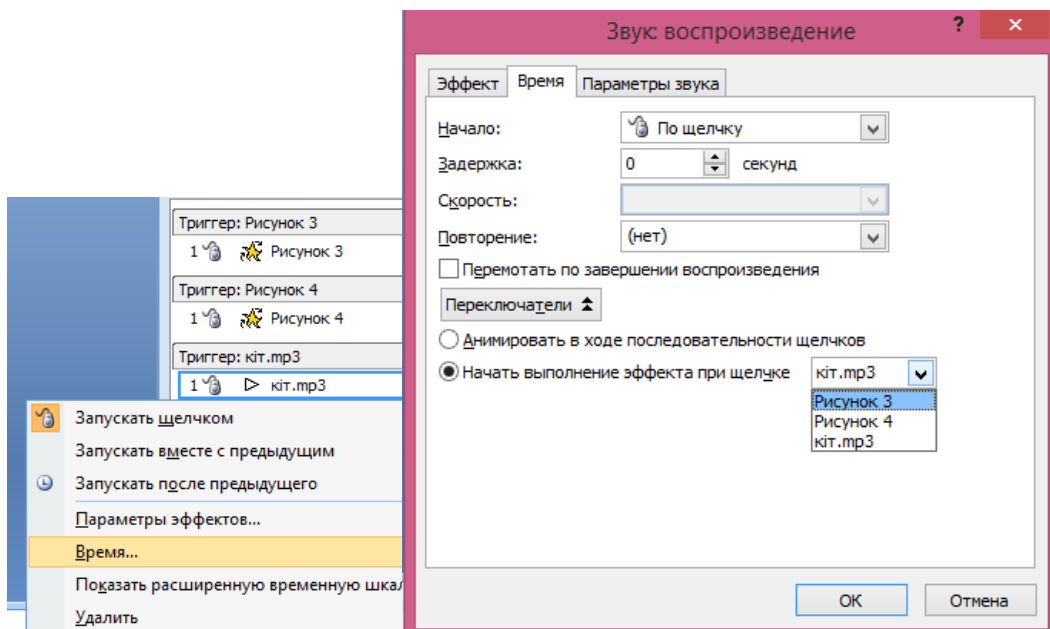 Триггер: Рисунок 3
1 Рисунок 3
Триггер: Рисунок 4
1 Рисунок 4
Триггер: кіт.mp3
1 кіт.mp3
Запускать щелчком
Запускать вместе с предыдущим
Запускать после предыдущего
Параметры эффектов...
Время...
Показать расширенную временную шкал
Удалить
Звук: воспроизведение
? ×
Эффект Время Параметры звука
Начало: По щелчку
Задержка: 0 секунд
Скорость:
Повторение: (нет)
Перемотать по завершении воспроизведения
Переключатели
Анимировать в ходе последовательности щелчков
Начать выполнение эффекта при щелчке кіт.mp3
Рисунок 3
Рисунок 4
кіт.mp3
ОК Отмена